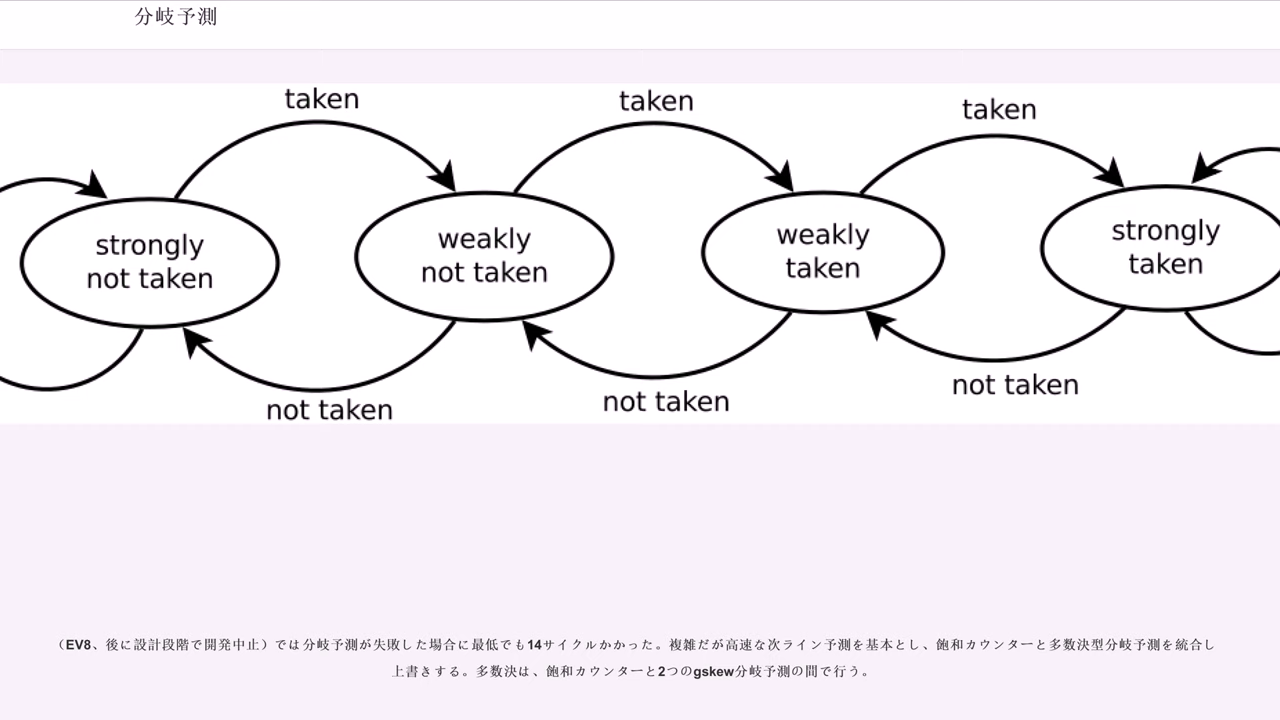 分岐予測
taken
taken
taken
strongly
not taken
weakly
not taken
weakly
taken
strongly
taken
not taken
not taken
not taken
（EV8、後に設計段階で開発中止）では分岐予測が失敗した場合に最低でも14サイクルかかった。複雑だが高速な次ライン予測を基本とし、飽和カウンターと多数決型分岐予測を統合し
上書きする。多数決は、飽和カウンターと2つのgskew分岐予測の間で行う。